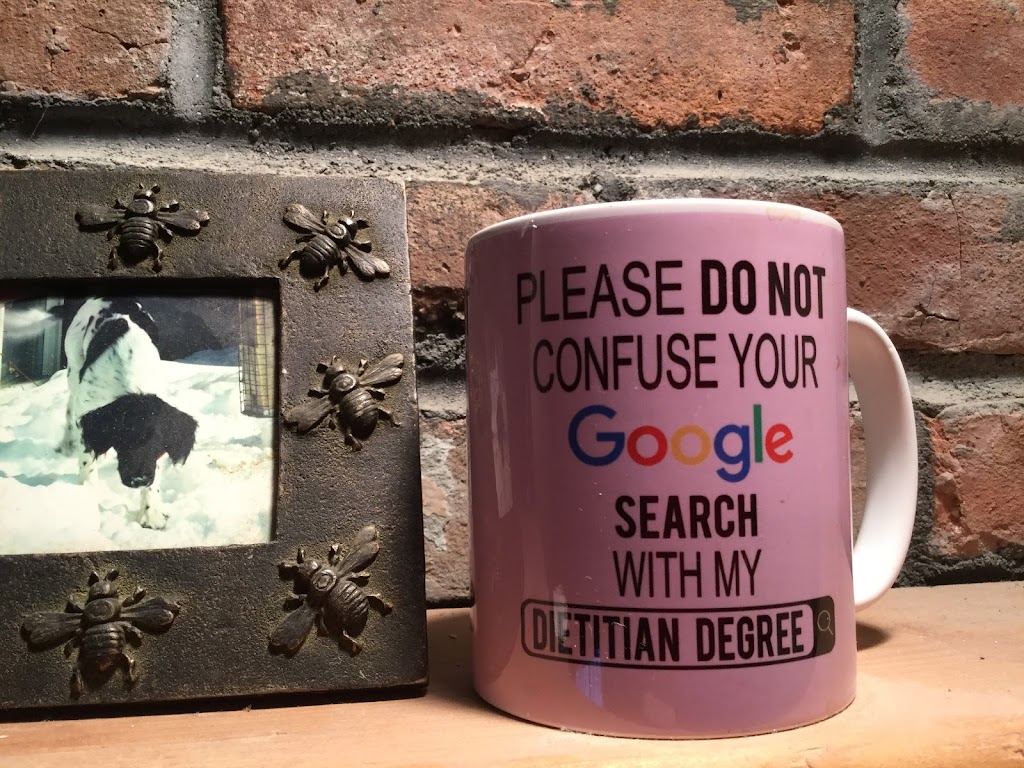 PLEASE DO NOT
CONFUSE YOUR
Google
SEARCH
WITH MY
DIETITIAN DEGREE